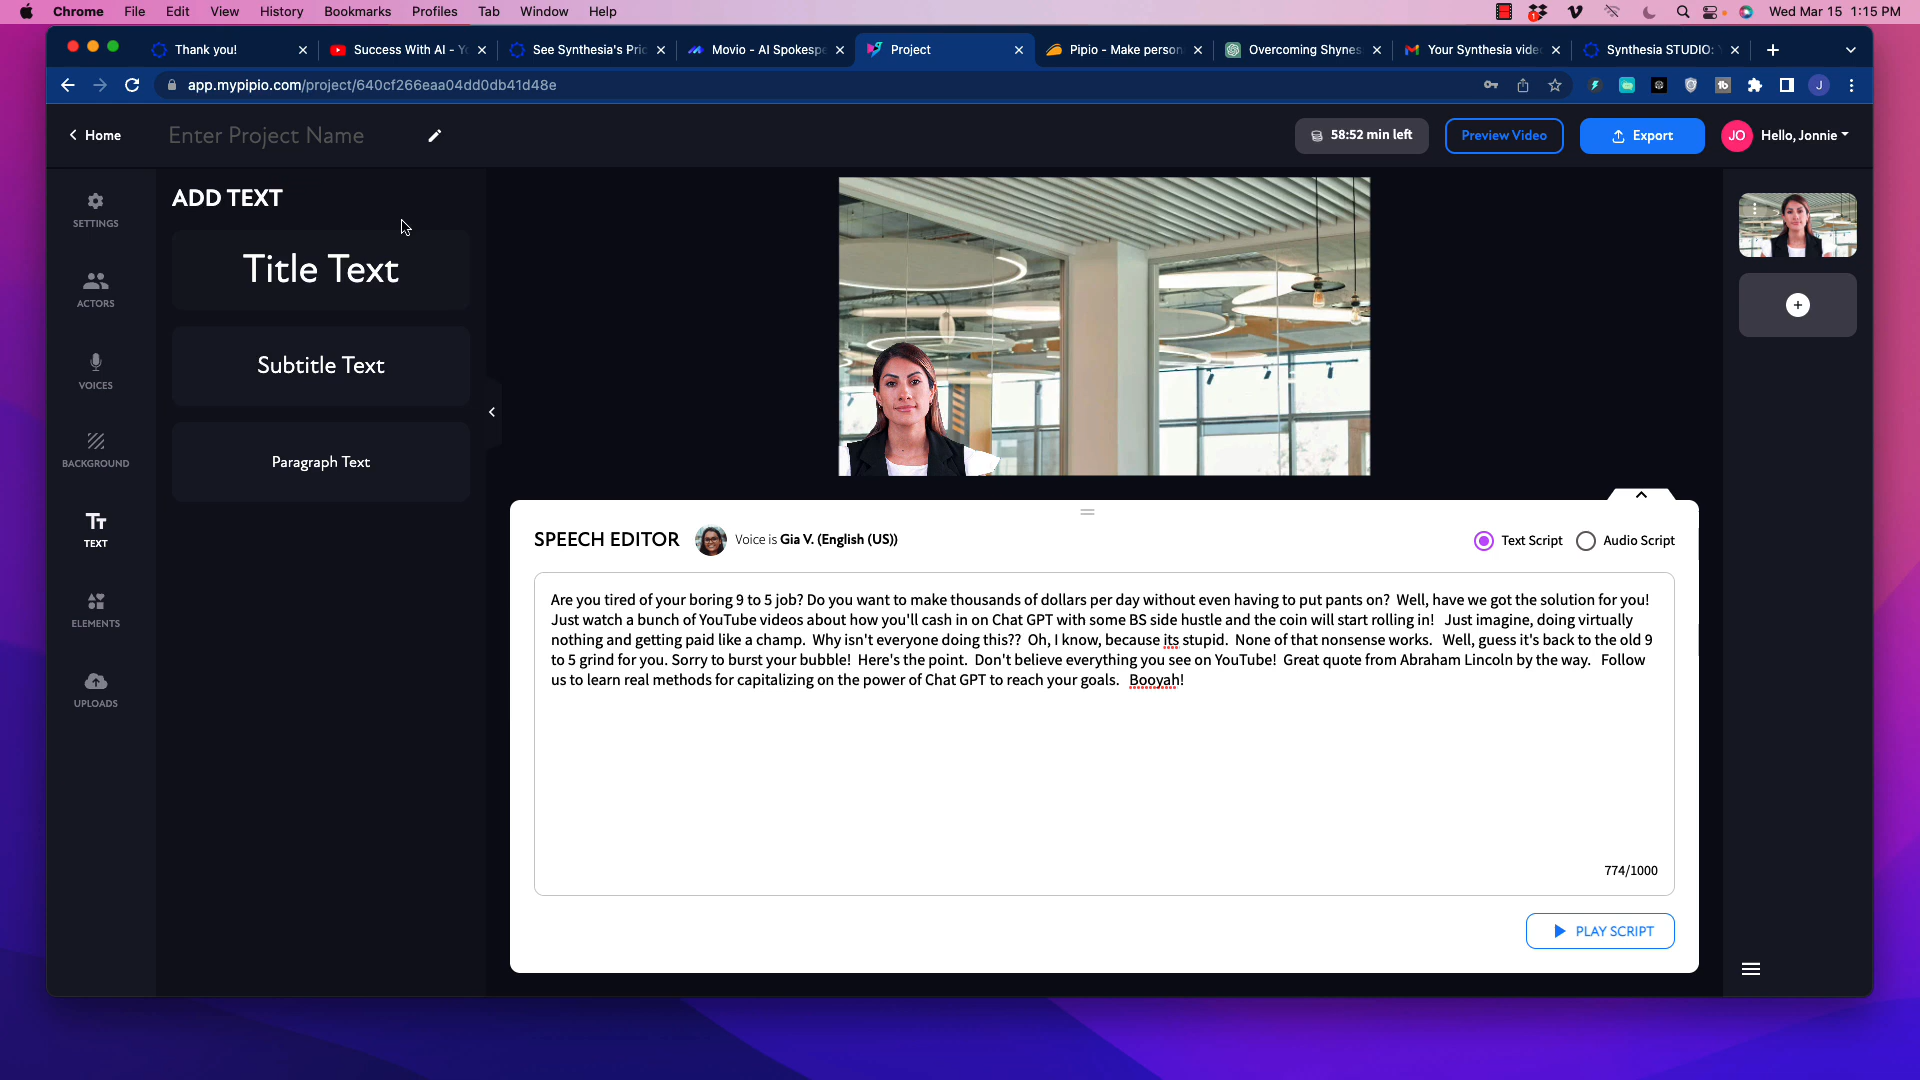 Chrome File Edit View History Bookmarks Profiles Tab Window Help Wed Mar 15 1:15 PM
Thank you! Success With AI - Yo See Synthesia's Pric Movio - AI Spokespe Project Pipio - Make person Overcoming Shynes Your Synthesia vide Synthesia STUDIO:
app.mypipio.com/project/640cf266eaa04dd0db41d48e
J
Home
Enter Project Name
58:52 min left
Preview Video
Export
JO
Hello, Jonnie
SETTINGS
ACTORS
VOICES
BACKGROUND
Tт
TEXT
ELEMENTS
UPLOADS
ADD TEXT
Title Text
Subtitle Text
Paragraph Text
SPEECH EDITOR
Voice is Gia V. (English (US))
Text Script
Audio Script
Are you tired of your boring 9 to 5 job? Do you want to make thousands of dollars per day without even having to put pants on? Well, have we got the solution for you!
Just watch a bunch of YouTube videos about how you'll cash in on Chat GPT with some BS side hustle and the coin will start rolling in! Just imagine, doing virtually
nothing and getting paid like a champ. Why isn't everyone doing this?? Oh, I know, because its stupid. None of that nonsense works. Well, guess it's back to the old 9
to 5 grind for you. Sorry to burst your bubble! Here's the point. Don't believe everything you see on YouTube! Great quote from Abraham Lincoln by the way. Follow
us to learn real methods for capitalizing on the power of Chat GPT to reach your goals. Booyah!
774/1000
PLAY SCRIPT